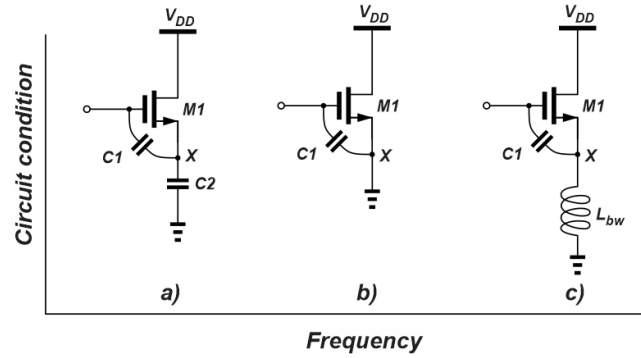 Circuit condition
V_DD
M1
C1
X
C2
a)
V_DD
M1
C1
X
b)
V_DD
M1
C1
X
L_bw
c)
Frequency